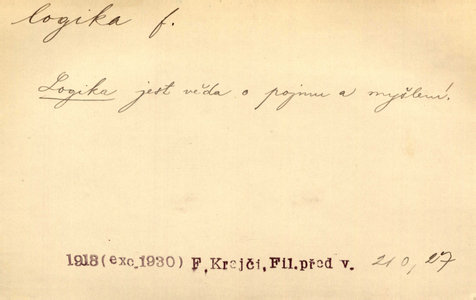 logika f.
Logika jest věda o pojmu a myšlení.
1918 (exc. 1930) F. Krejčí, Fil. před v. 210, 27